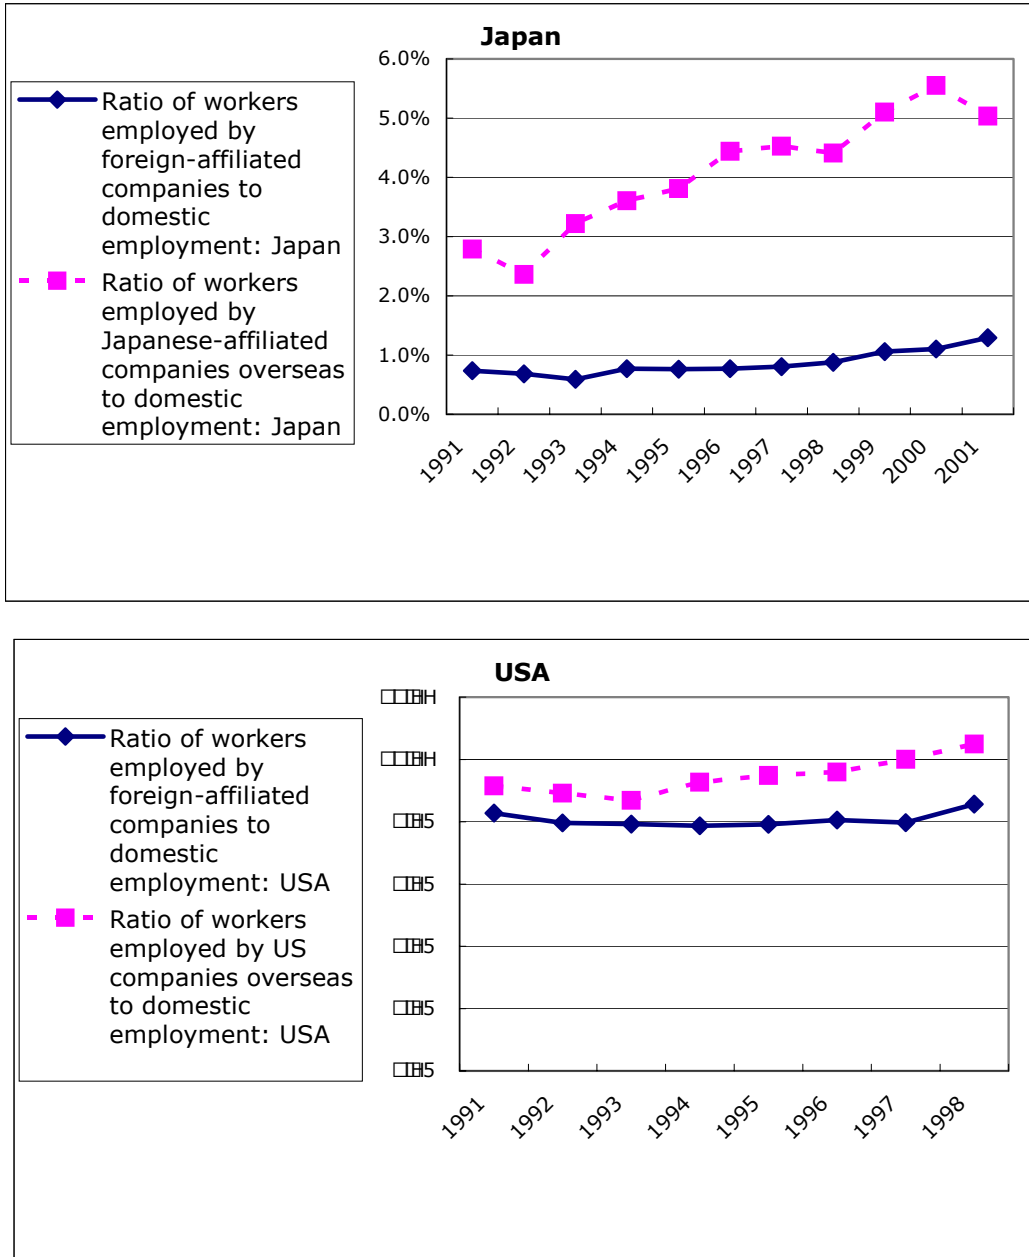 Japan
Ratio of workers
employed by
foreign-affiliated
companies to
domestic
employment: Japan
Ratio of workers
employed by
Japanese-affiliated
companies overseas
to domestic
employment: Japan
6.0%
5.0%
4.0%
3.0%
2.0%
1.0%
0.0%
1991
1992
1993
1994
1995
1996
1997
1998
1999
2000
2001
USA
Ratio of workers
employed by
foreign-affiliated
companies to
domestic
employment: USA
Ratio of workers
employed by US
companies overseas
to domestic
employment: USA
1991
1992
1993
1994
1995
1996
1997
1998